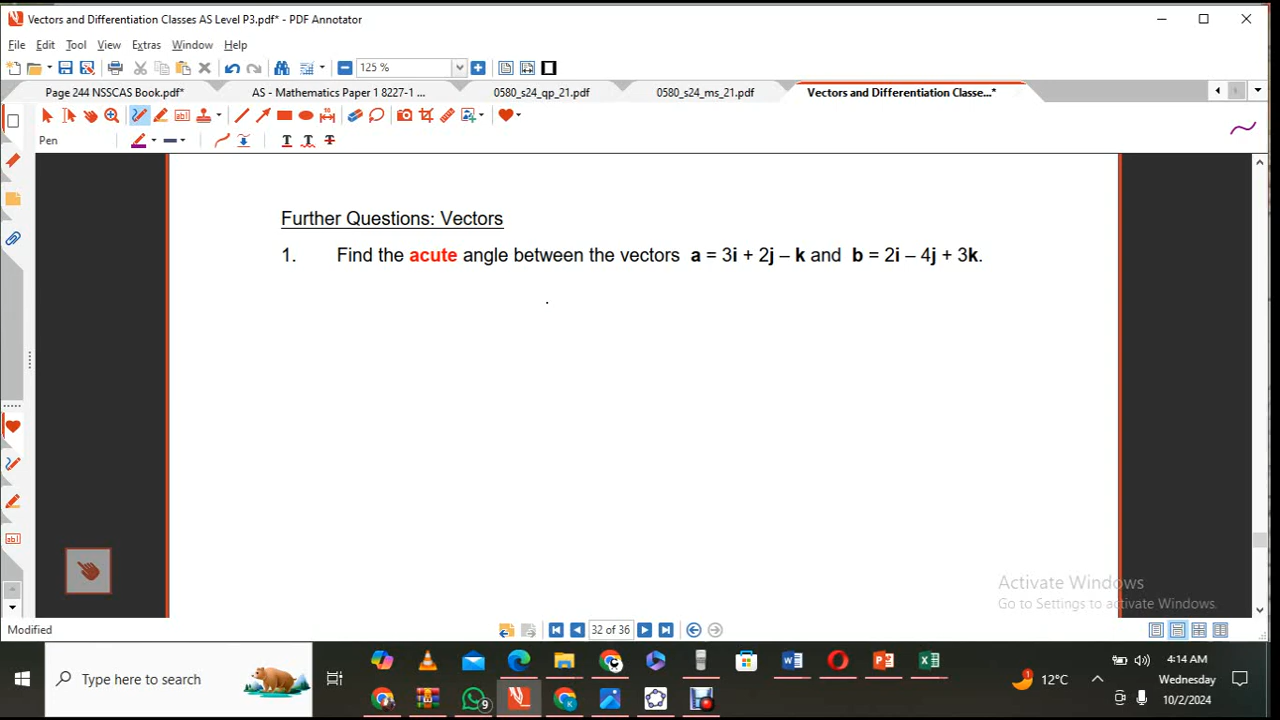 Vectors and Differentiation Classes AS Level P3.pdf* - PDF Annotator
File Edit Tool View Extras Window Help
125 %
Page 244 NSSCAS Book.pdf* AS - Mathematics Paper 1 8227-1 ... 0580_s24_qp_21.pdf 0580_s24_ms_21.pdf Vectors and Differentiation Classe...*
Pen
Further Questions: Vectors
1. Find the acute angle between the vectors a = 3i + 2j – k and b = 2i – 4j + 3k.
Activate Windows
Go to Settings to activate Windows.
Modified
32 of 36
Type here to search
12°C
4:14 AM
Wednesday
10/2/2024
9
1